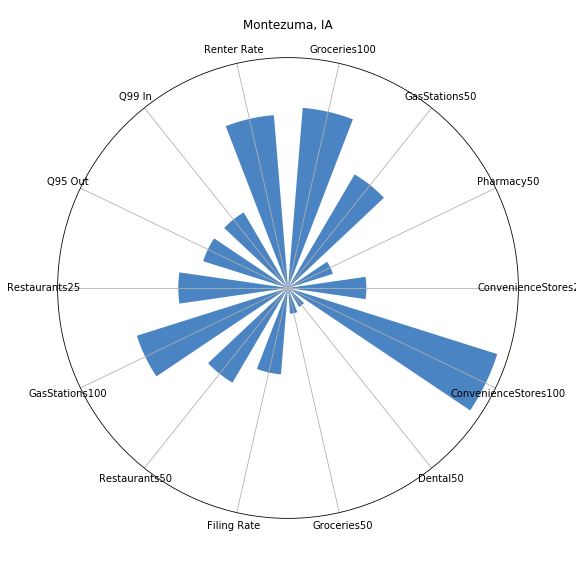 Montezuma, IA
Renter Rate
Groceries100
Q99 In
GasStations50
Q95 Out
Pharmacy50
Restaurants25
ConvenienceStores2
GasStations100
ConvenienceStores100
Restaurants50
Dental50
Filing Rate
Groceries50